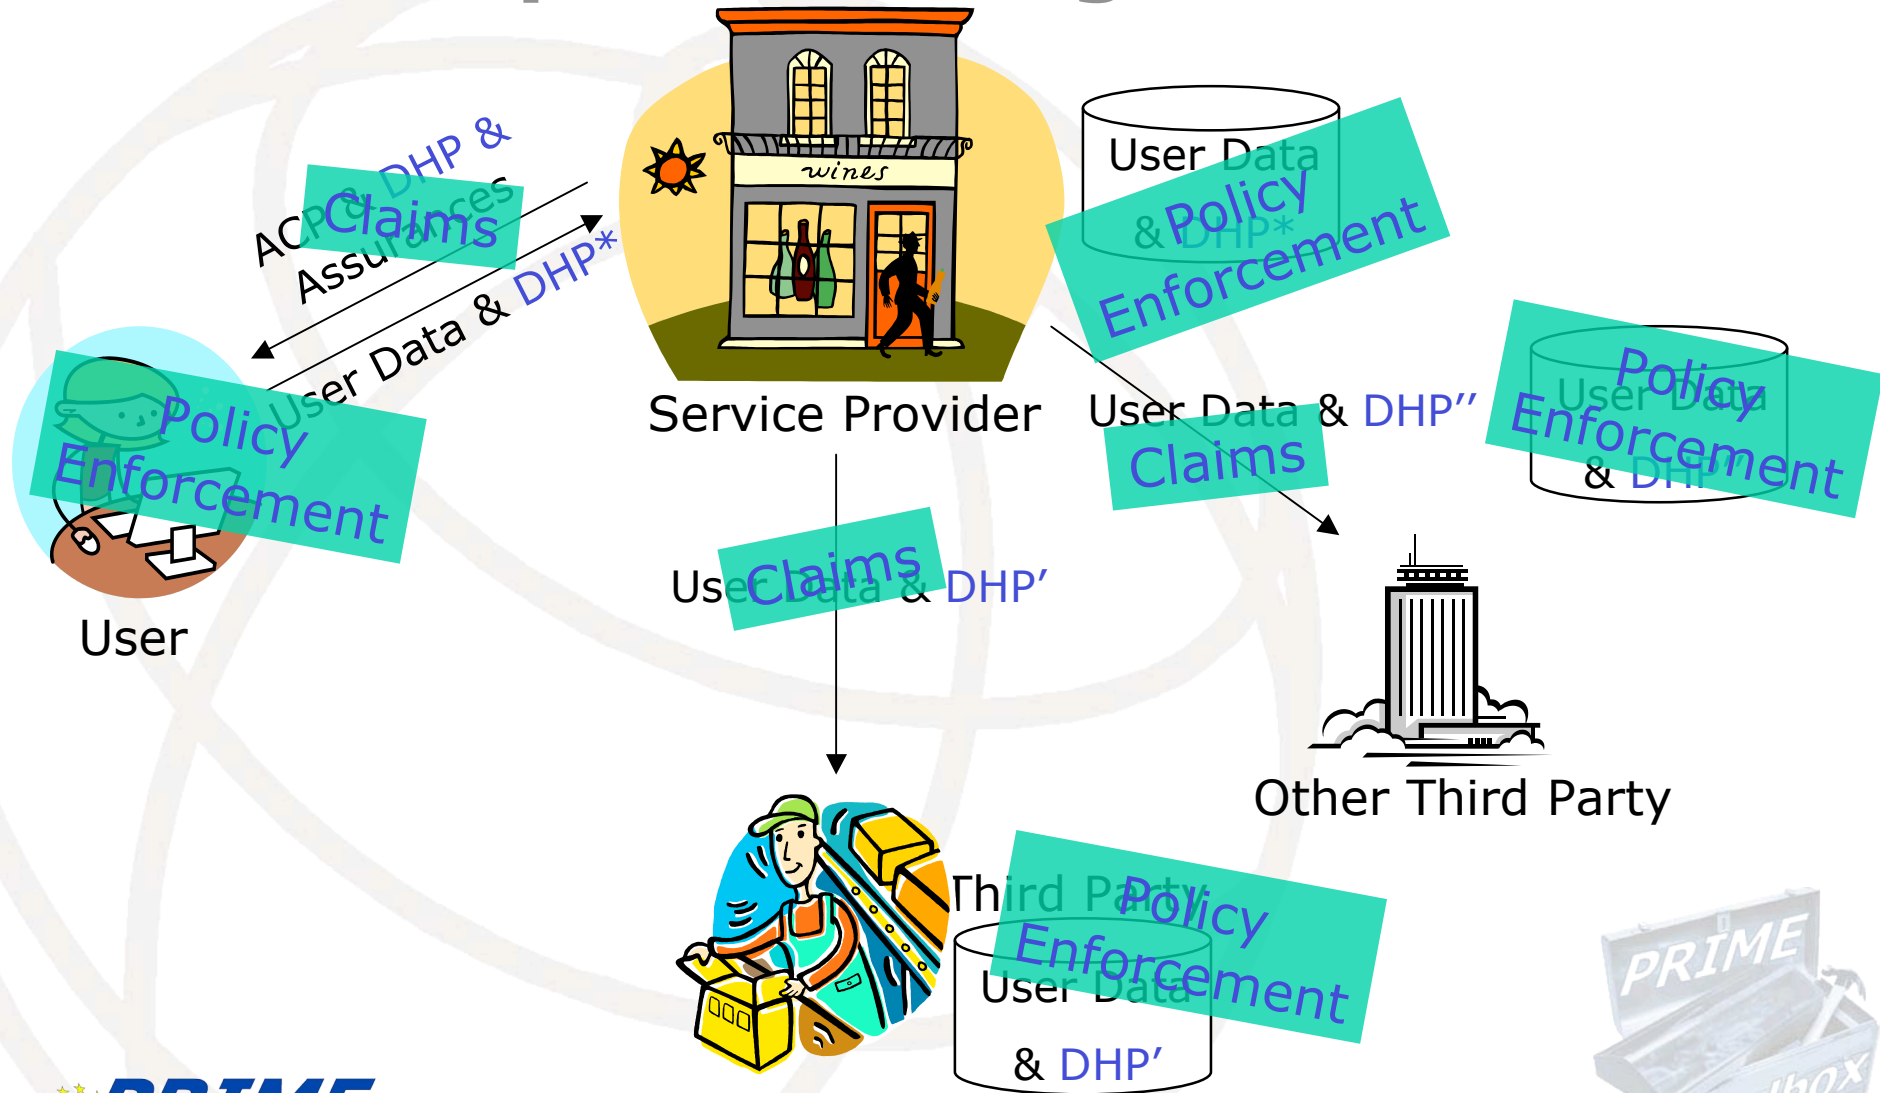 wines
ACP & DHP &
Assurances
Claims
User Data & DHP*
User Data
& DHP*
Policy
Enforcement
Policy
Enforcement
User
Service Provider
User Data & DHP’’
Claims
User Data
& DHP’’
Policy
Enforcement
User Data & DHP’
Claims
Other Third Party
Third Party
Policy
Enforcement
User Data
& DHP’
PRIME
PRIME